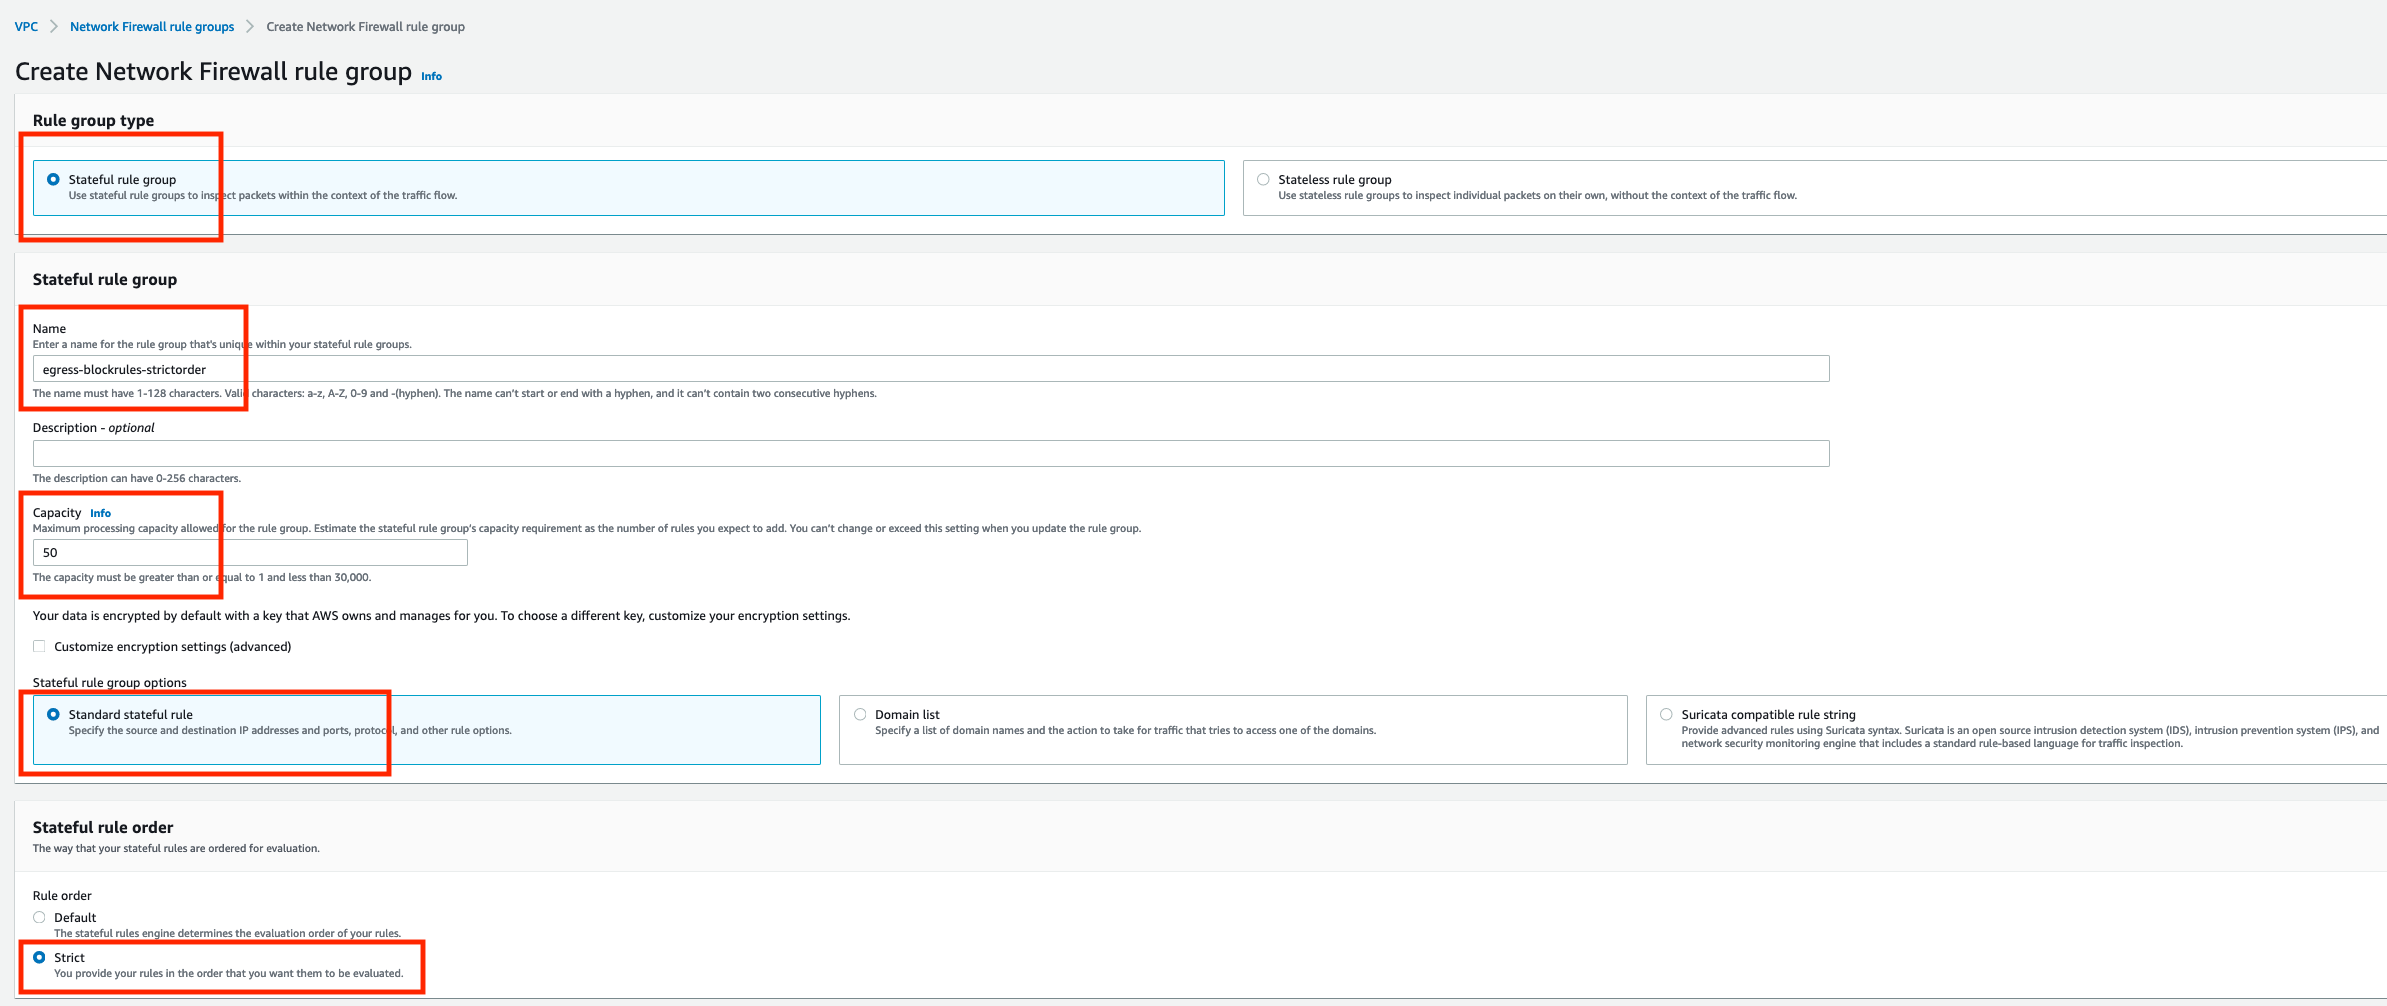 VPC > Network Firewall rule groups > Create Network Firewall rule group
Create Network Firewall rule group Info
Rule group type
Stateful rule group
Use stateful rule groups to inspect packets within the context of the traffic flow.
Stateless rule group
Use stateless rule groups to inspect individual packets on their own, without the context of the traffic flow.
Stateful rule group
Name
Enter a name for the rule group that's unique within your stateful rule groups.
egress-blockrules-strictorder
The name must have 1-128 characters. Valid characters: a-z, A-Z, 0-9 and -(hyphen). The name can't start or end with a hyphen, and it can't contain two consecutive hyphens.
Description - optional
The description can have 0-256 characters.
Capacity Info
Maximum processing capacity allowed for the rule group. Estimate the stateful rule group's capacity requirement as the number of rules you expect to add. You can't change or exceed this setting when you update the rule group.
50
The capacity must be greater than or equal to 1 and less than 30,000.
Your data is encrypted by default with a key that AWS owns and manages for you. To choose a different key, customize your encryption settings.
Customize encryption settings (advanced)
Stateful rule group options
Standard stateful rule
Specify the source and destination IP addresses and ports, protocol, and other rule options.
Domain list
Specify a list of domain names and the action to take for traffic that tries to access one of the domains.
Suricata compatible rule string
Provide advanced rules using Suricata syntax. Suricata is an open source intrusion detection system (IDS), intrusion prevention system (IPS), and
network security monitoring engine that includes a standard rule-based language for traffic inspection.
Stateful rule order
The way that your stateful rules are ordered for evaluation.
Rule order
Default
The stateful rules engine determines the evaluation order of your rules.
Strict
You provide your rules in the order that you want them to be evaluated.